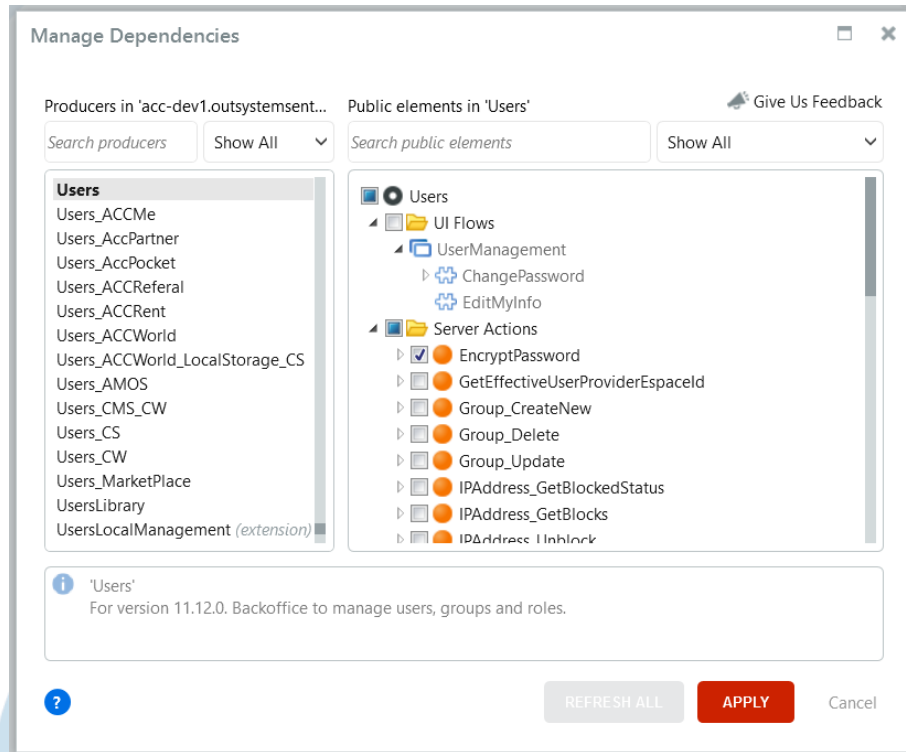 Manage Dependencies
Producers in 'acc-dev1.outsystemsent...
Public elements in 'Users'
Give Us Feedback
Search producers
Show All
Search public elements
Show All
Users
Users_ACCMe
Users_AccPartner
Users_AccPocket
Users_ACCReferal
Users_ACCRent
Users_ACCWorld
Users_ACCWorld_LocalStorage_CS
Users_AMOS
Users_CMS_CW
Users_CS
Users_CW
Users_MarketPlace
UsersLibrary
UsersLocalManagement (extension)
Users
UI Flows
UserManagement
ChangePassword
EditMyInfo
Server Actions
EncryptPassword
GetEffectiveUserProviderEspaceId
Group_CreateNew
Group_Delete
Group_Update
IPAddress_GetBlockedStatus
IPAddress_GetBlocks
IPAddress_Unblock
'Users'
For version 11.12.0. Backoffice to manage users, groups and roles.
?
REFRESH ALL
APPLY
Cancel